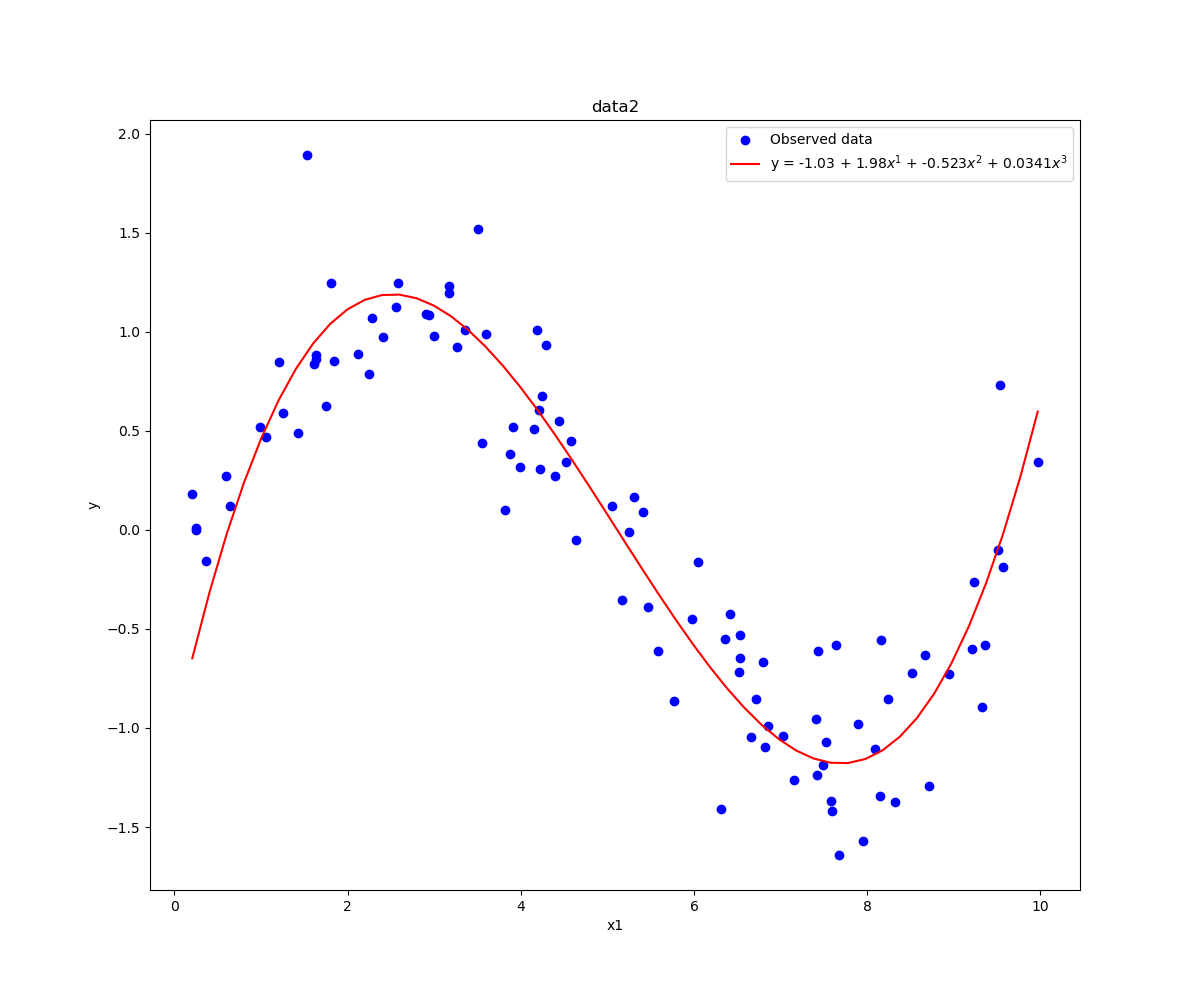 data2
Observed data
y = -1.03 + 1.98x¹ + -0.523x² + 0.0341x³
2.0
1.5
1.0
0.5
0.0
−0.5
−1.0
−1.5
y
0 2 4 6 8 10
x1